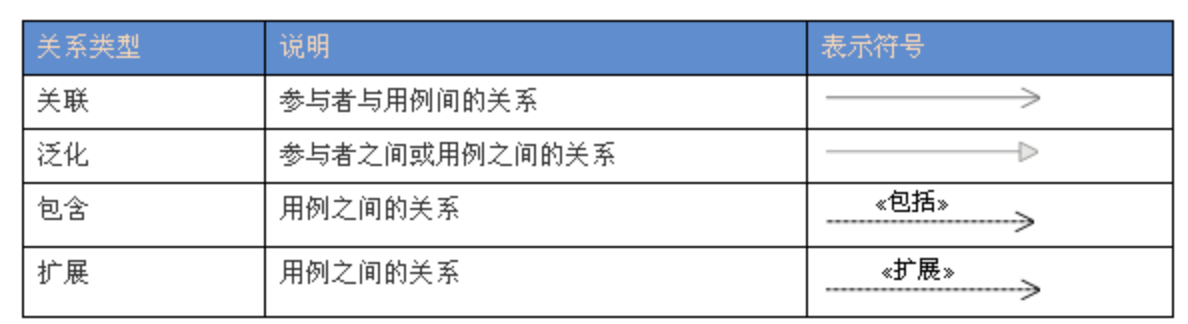 关系类型 说明 表示符号
关联 参与者与用例间的关系
泛化 参与者之间或用例之间的关系
包含 用例之间的关系 «包括»
扩展 用例之间的关系 «扩展»